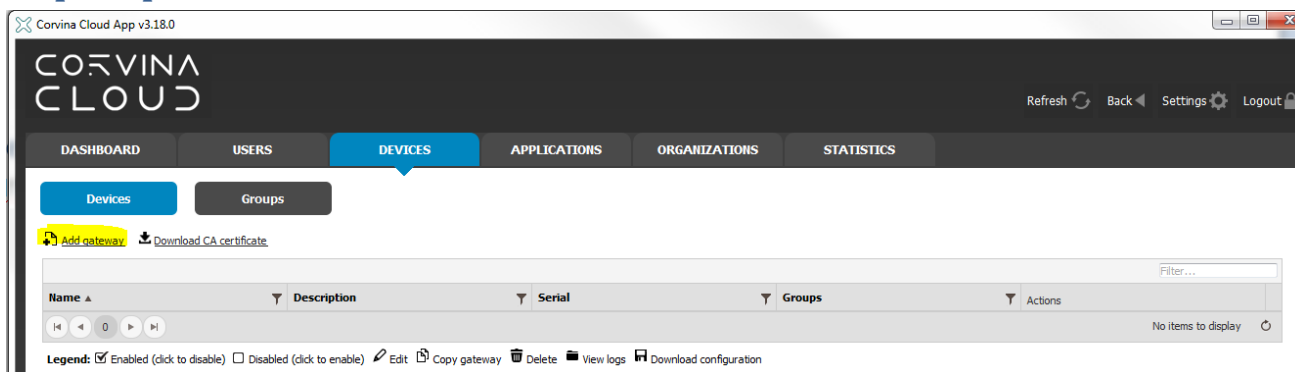 Corvina Cloud App v3.18.0
CORVINA
CLOUD
Refresh Back Settings Logout
DASHBOARD USERS DEVICES APPLICATIONS ORGANIZATIONS STATISTICS
Devices Groups
Add gateway Download CA certificate
Filter...
Name Description Serial Groups Actions
0 No items to display
Legend: Enabled (click to disable) Disabled (click to enable) Edit Copy gateway Delete View logs Download configuration